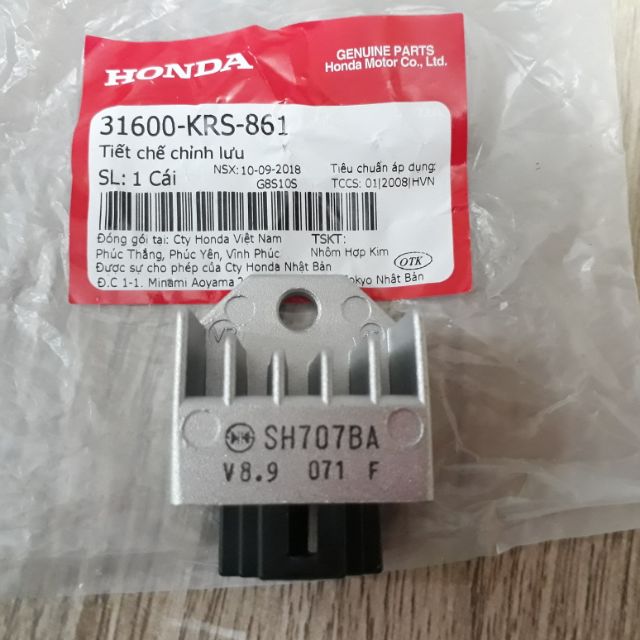 HONDA
GENUINE PARTS
Honda Motor Co., Ltd.
31600-KRS-861
Tiết chế chỉnh lưu
SL: 1 Cái
NSX: 10-09-2018
G8S10S
Tiêu chuẩn áp dụng:
TCCS: 01|2008|HVN
Đóng gói tại: Cty Honda Việt Nam
Phúc Thắng, Phúc Yên, Vĩnh Phúc
Được sự cho phép của Cty Honda Nhật Bản
Đ.C 1-1. Minami Aoyama
TSKT:
Nhôm Hợp Kim
OTK
Nhật Bản
SH707BA
V8.9 071 F